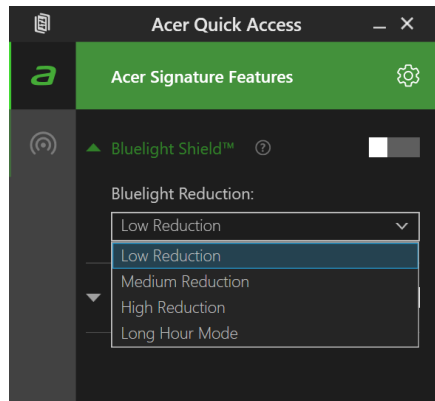 Acer Quick Access
a
Acer Signature Features
Bluelight Shield™ ?
Bluelight Reduction:
Low Reduction
Low Reduction
Medium Reduction
High Reduction
Long Hour Mode